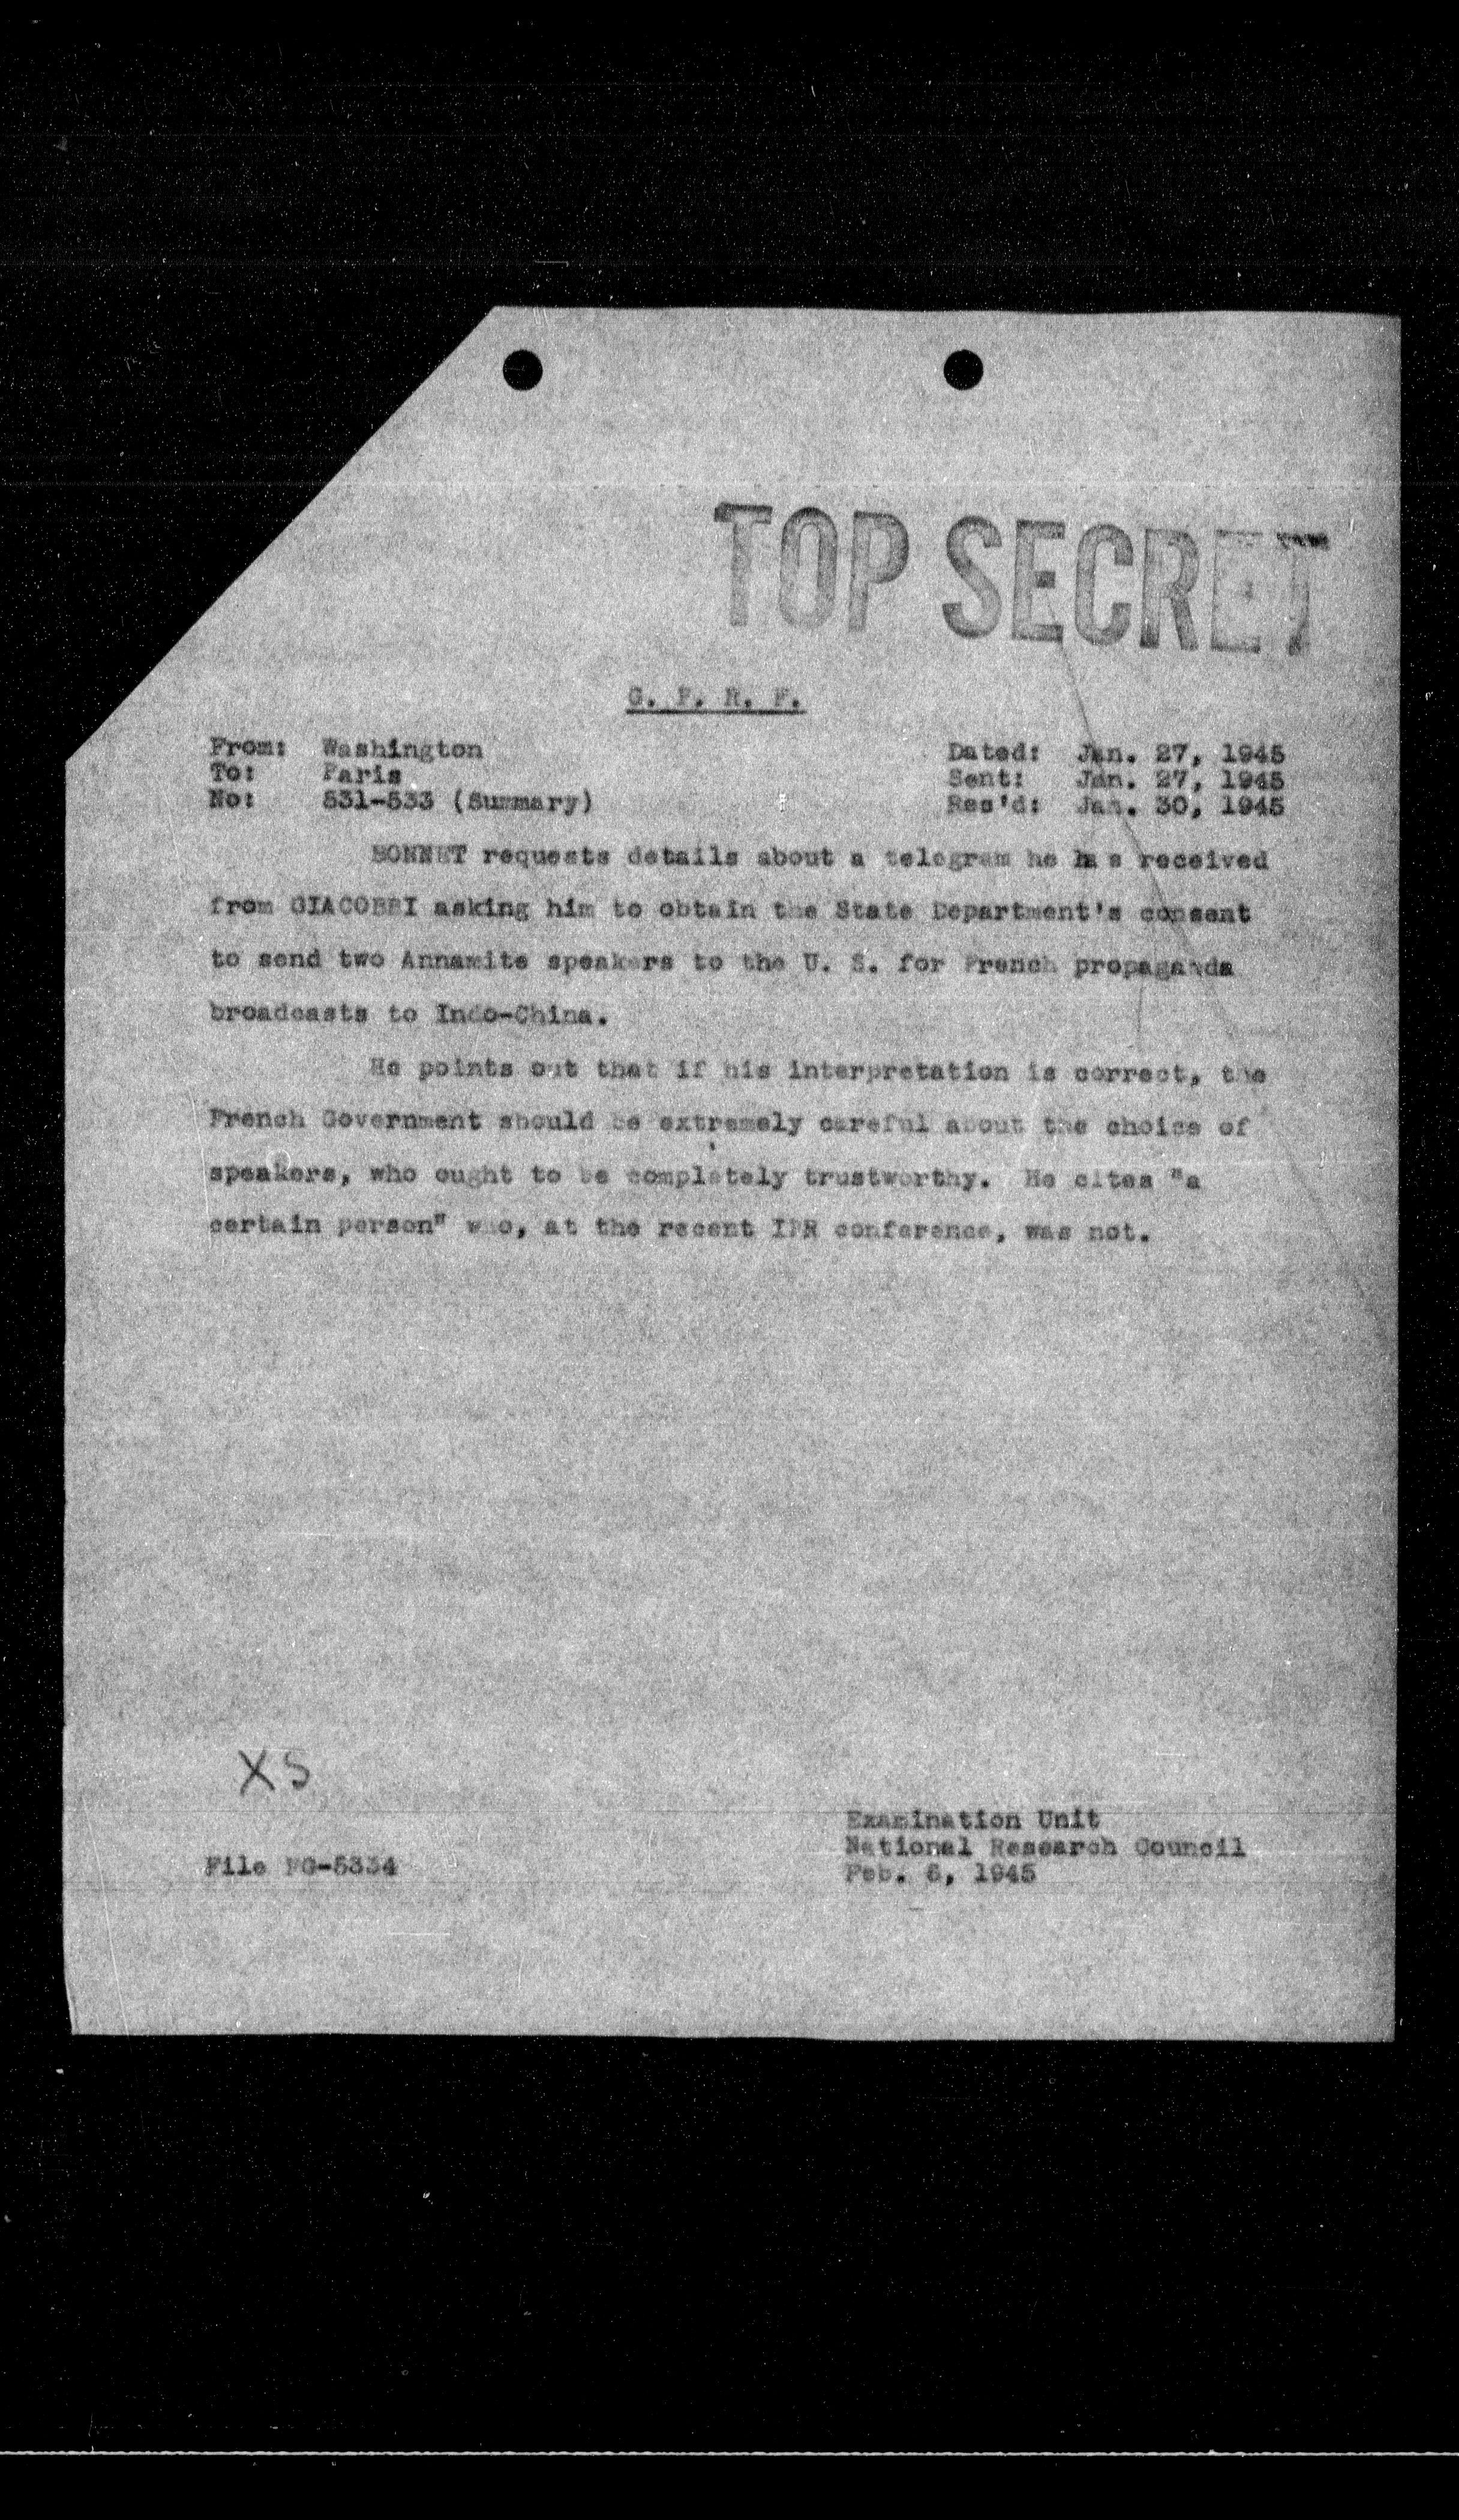 TOP SECRET
G. P. R. F.
From: Washington
To: Paris
No: 531-533 (Summary)
Dated: Jan. 27, 1945
Sent: Jan. 27, 1945
Rec'd: Jan. 30, 1945
BONNET requests details about a telegram he has received
from GIACOBBI asking him to obtain the State Department's consent
to send two Annamite speakers to the U. S. for French propaganda
broadcasts to Indo-China.
He points out that if his interpretation is correct, the
French Government should be extremely careful about the choice of
speakers, who ought to be completely trustworthy. He cites "a
certain person" who, at the recent IPR conference, was not.
XS
File FG-5334
Examination Unit
National Research Council
Feb. 1945